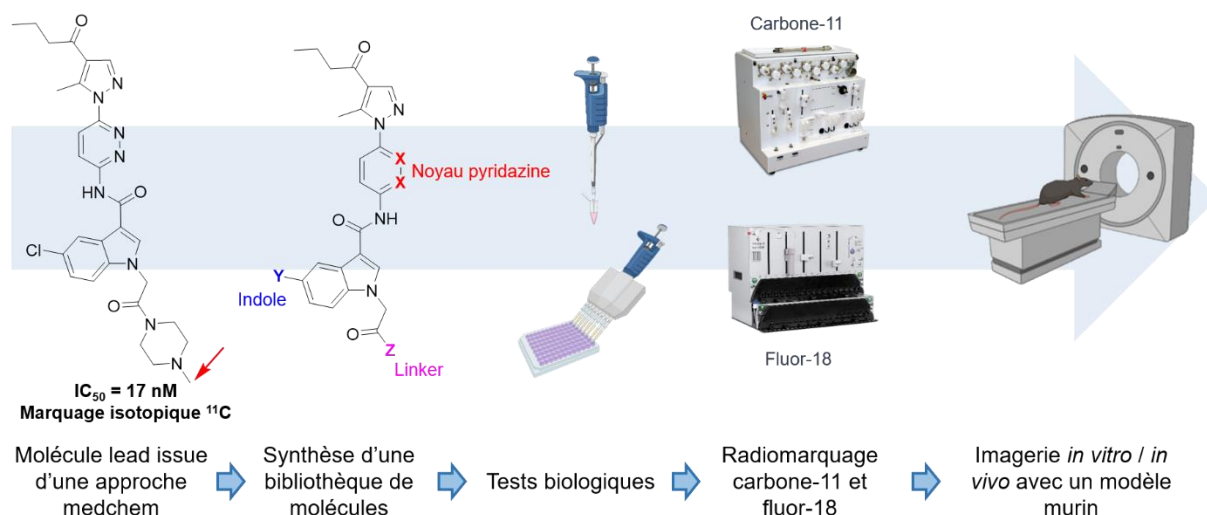 O
N
N
N
N
NH
O
Cl
N
O
N
N
IC50 = 17 nM
Marquage isotopique 11C
O
N
N
X
X
Noyau pyridazine
NH
O
Y
Indole
N
O
Z
Linker
Carbone-11
Fluor-18
Molécule lead issue
d'une approche
medchem
Synthèse d'une
bibliothèque de
molécules
Tests biologiques
Radiomarquage
carbone-11 et
fluor-18
Imagerie in vitro / in
vivo avec un modèle
murin